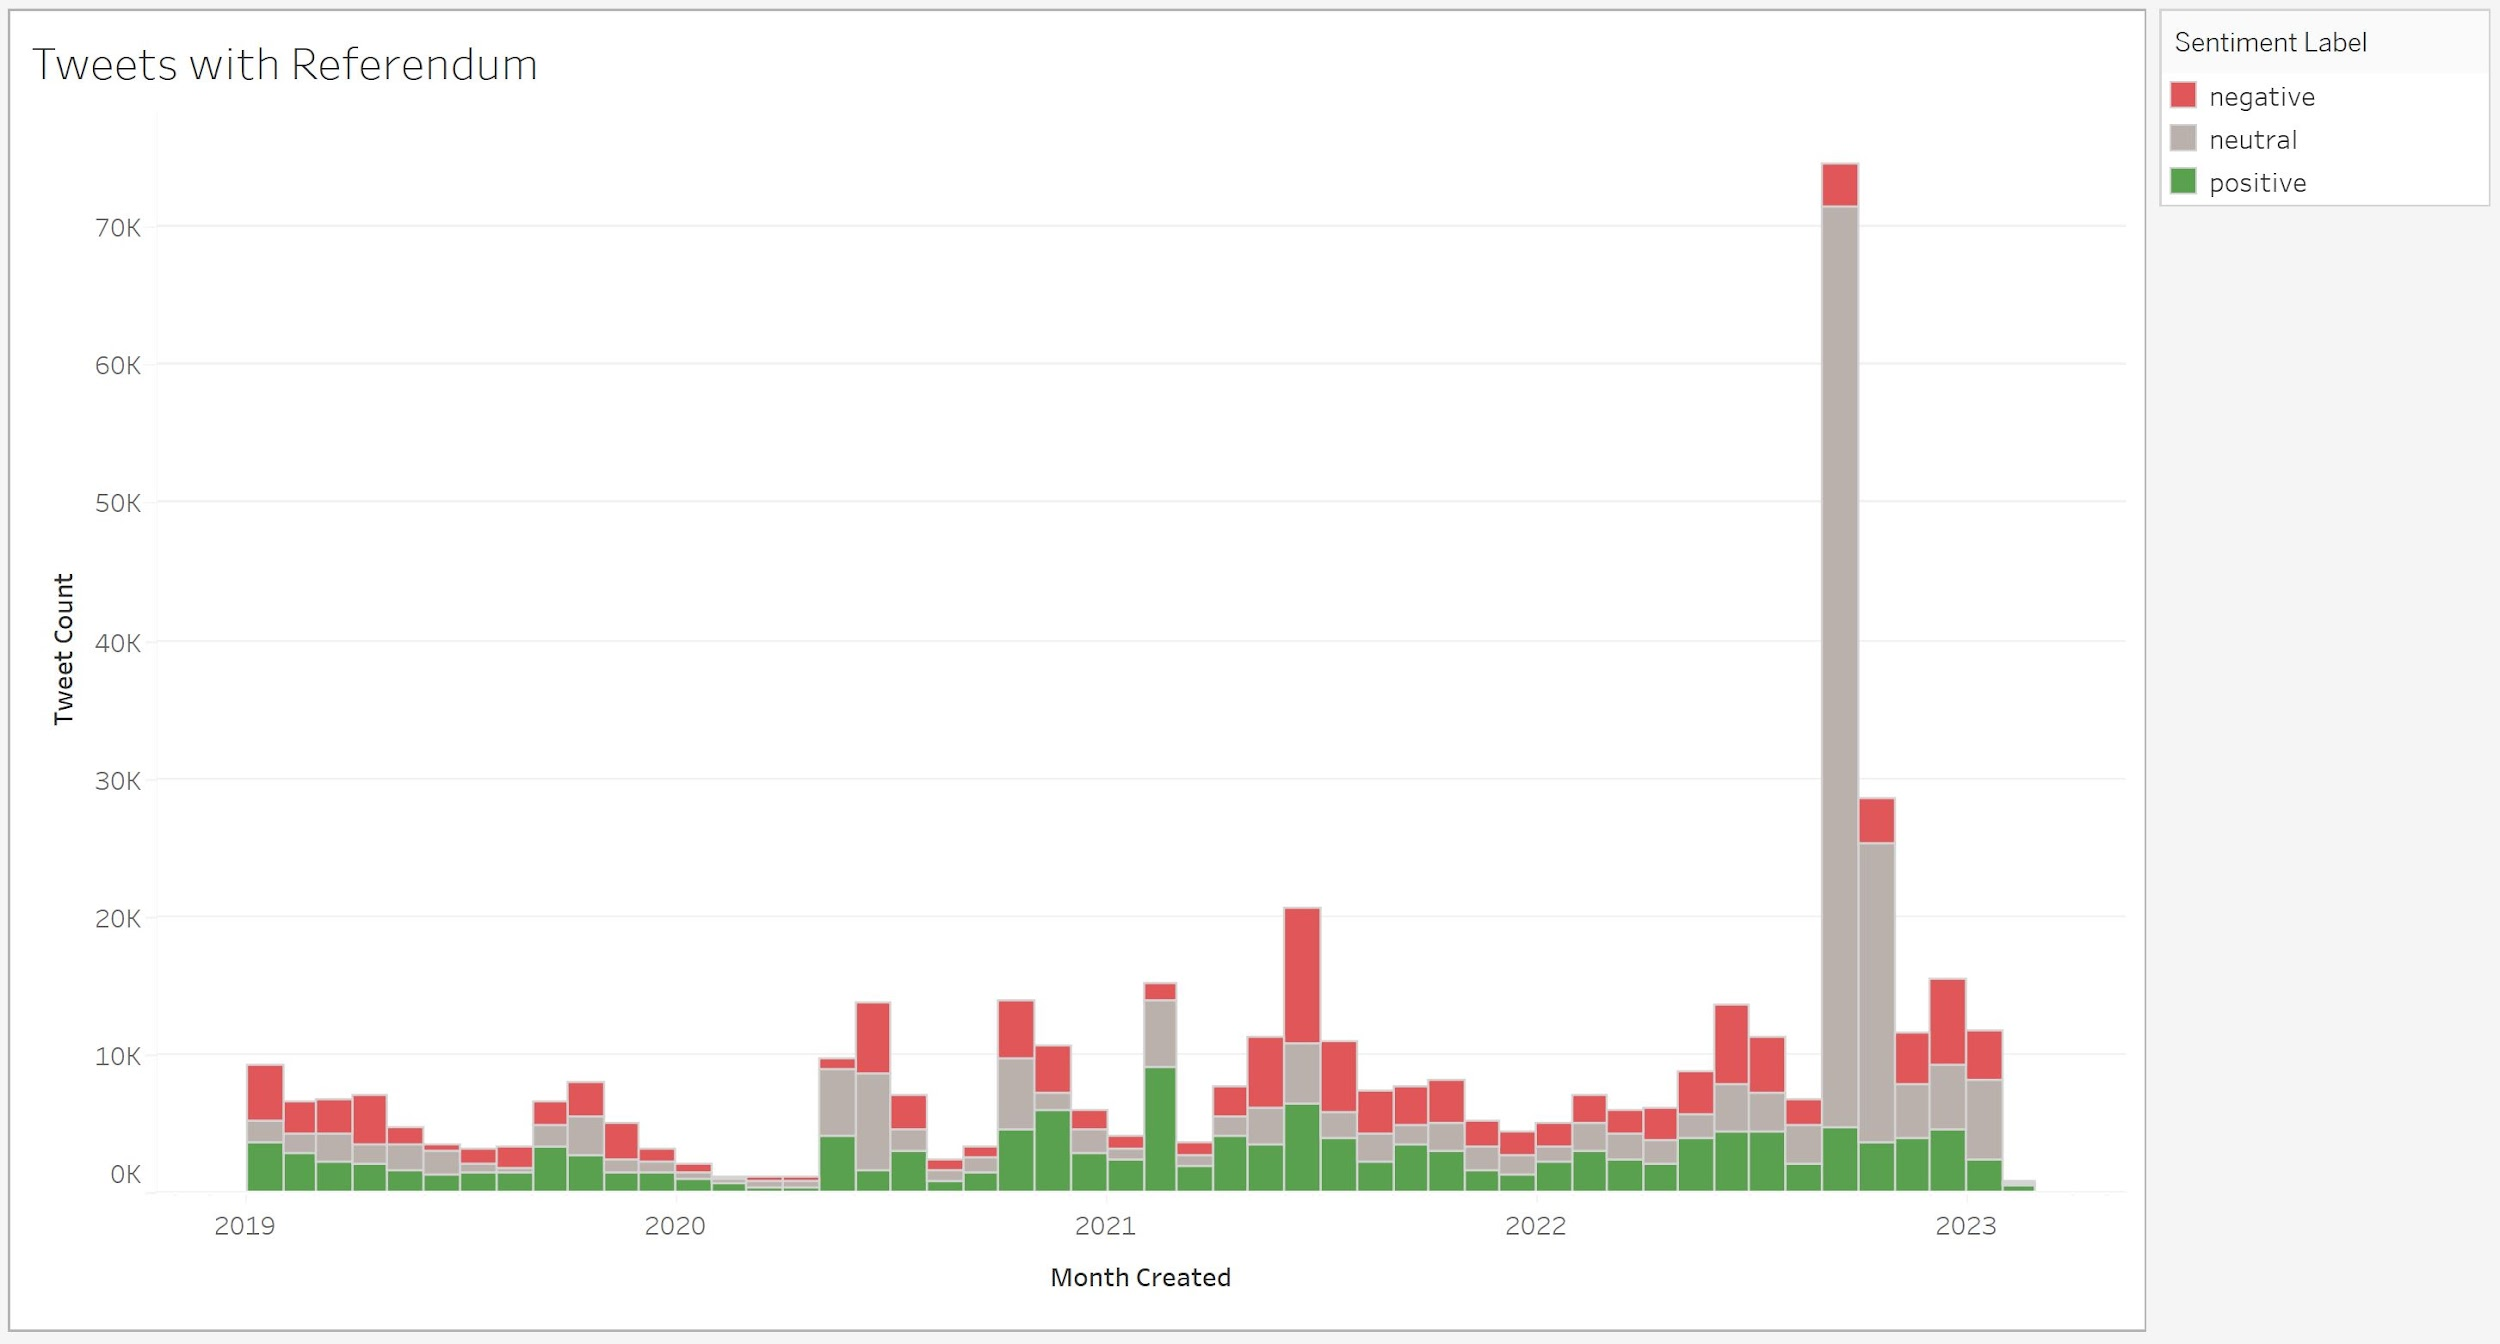 Tweets with Referendum
Sentiment Label
negative
neutral
positive
70K
60K
50K
40K
30K
20K
10K
0K
Tweet Count
2019 2020 2021 2022 2023
Month Created